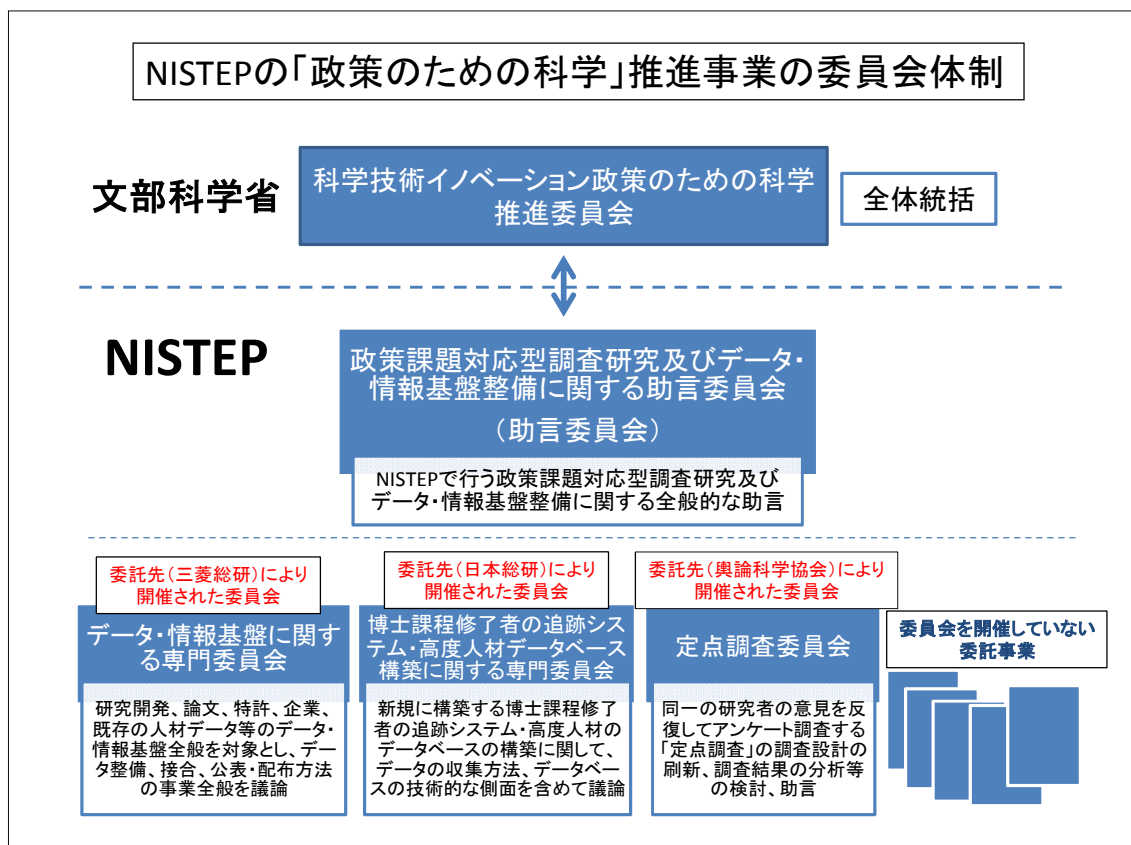 NISTEPの「政策のための科学」推進事業の委員会体制
文部科学省
科学技術イノベーション政策のための科学
推進委員会
全体統括
NISTEP
政策課題対応型調査研究及びデータ・
情報基盤整備に関する助言委員会
（助言委員会）
NISTEPで行う政策課題対応型調査研究及び
データ・情報基盤整備に関する全般的な助言
委託先（三菱総研）により
開催された委員会
データ・情報基盤に関す
る専門委員会
研究開発、論文、特許、企業、
既存の人材データ等のデータ・
情報基盤全般を対象とし、デー
タ整備、接合、公表・配布方法
の事業全般を議論
委託先（日本総研）により
開催された委員会
博士課程修了者の追跡シス
テム・高度人材データベース
構築に関する専門委員会
新規に構築する博士課程修了
者の追跡システム・高度人材の
データベースの構築に関して、
データの収集方法、データベー
スの技術的な側面を含めて議論
委託先（輿論科学協会）により
開催された委員会
定点調査委員会
同一の研究者の意見を反
復してアンケート調査する
「定点調査」の調査設計の
刷新、調査結果の分析等
の検討、助言
委員会を開催していない
委託事業